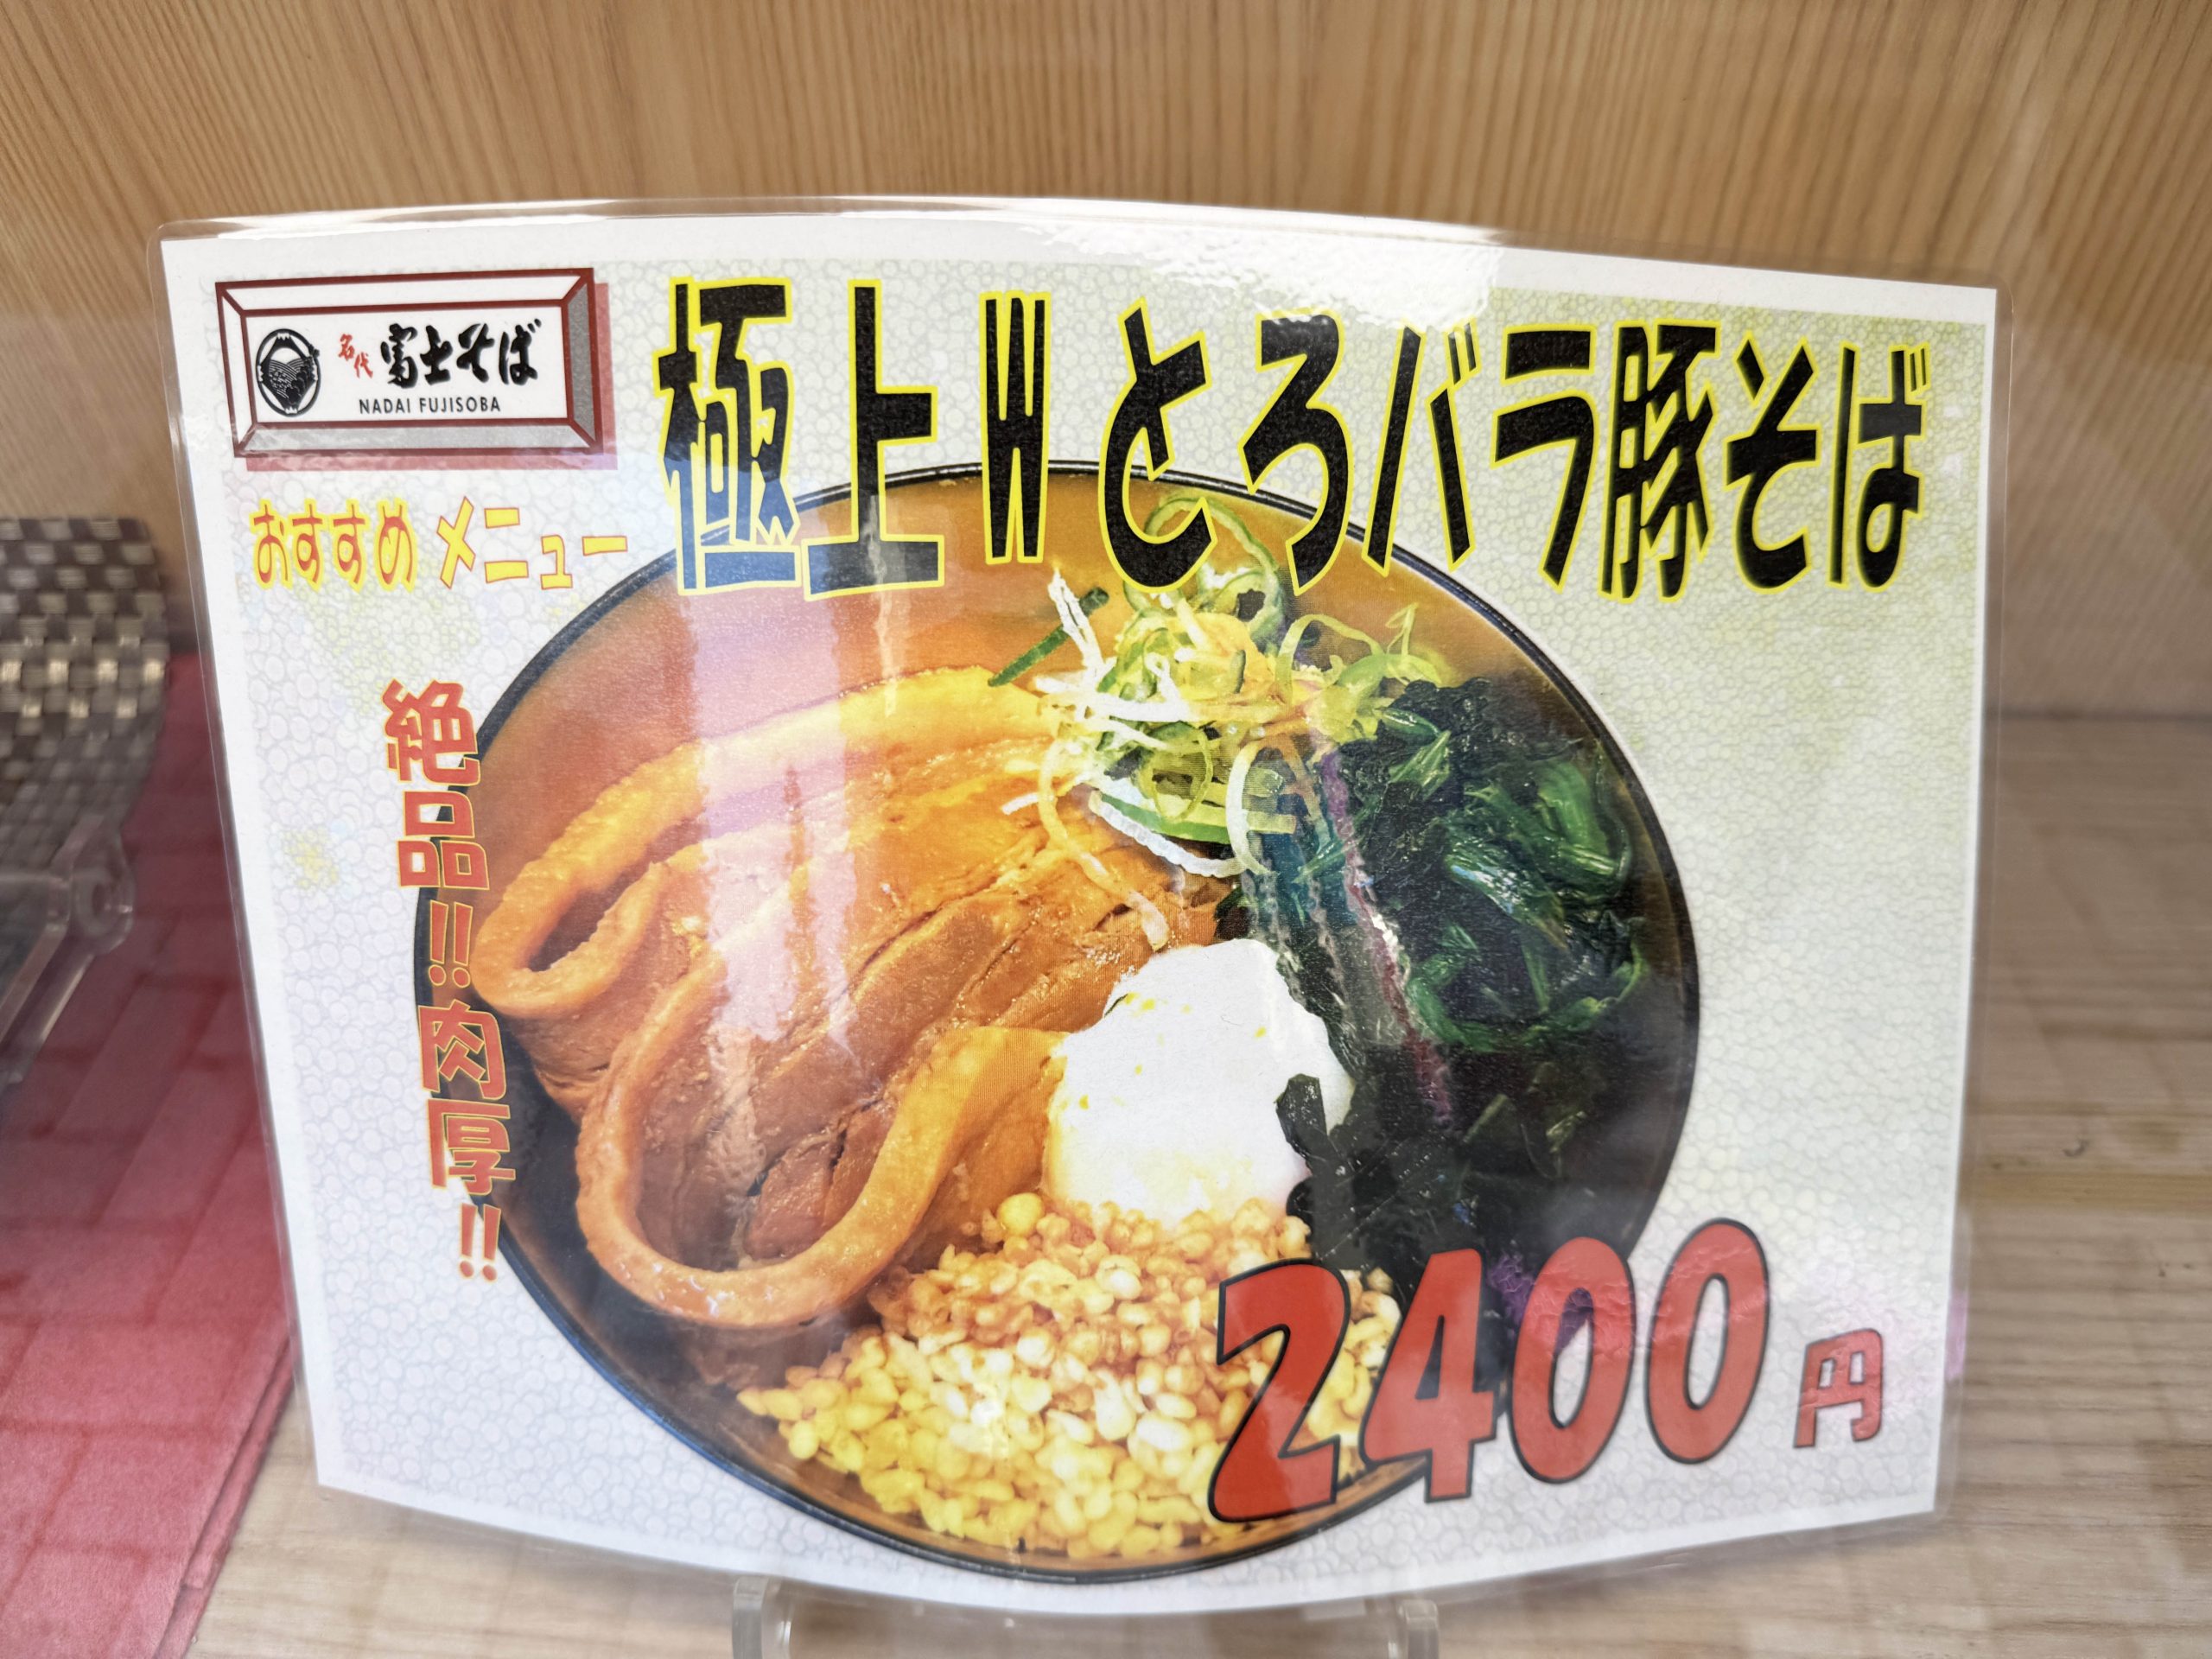 名代 富士そば
NADAI FUJISOBA
極上Wとろバラ豚そば
おすすめ メニュー
絶品!!肉厚!!
2400円